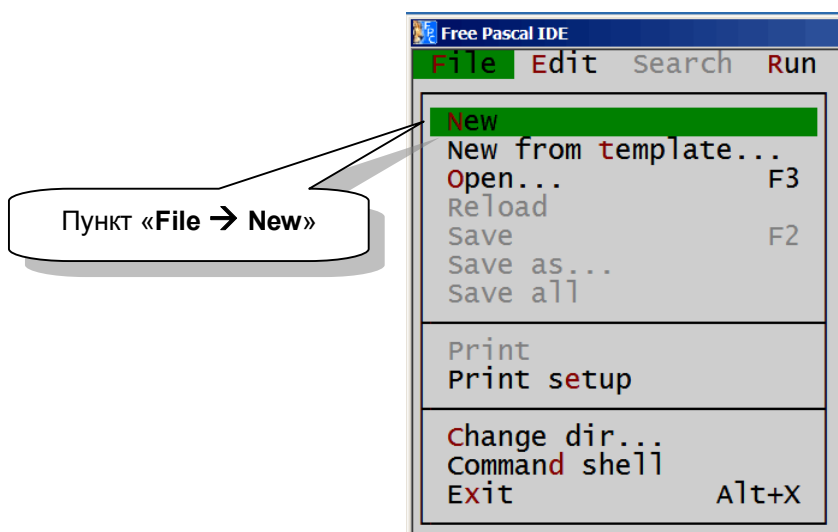 Free Pascal IDE
File Edit Search Run
New
New from template...
Open... F3
Reload
Save F2
Save as...
Save all
Print
Print setup
Change dir...
Command shell
Exit Alt+X
Пункт «File → New»